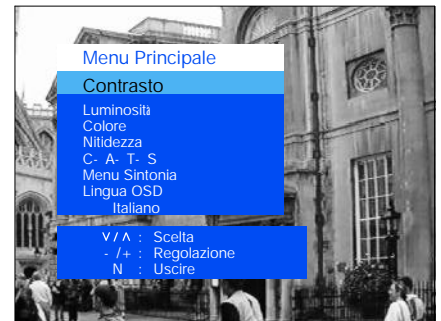 Menu Principale
Contrasto
Luminosità
Colore
Nitidezza
C- A- T- S
Menu Sintonia
Lingua OSD
Italiano
V / Λ : Scelta
- /+ : Regolazione
N : Uscire